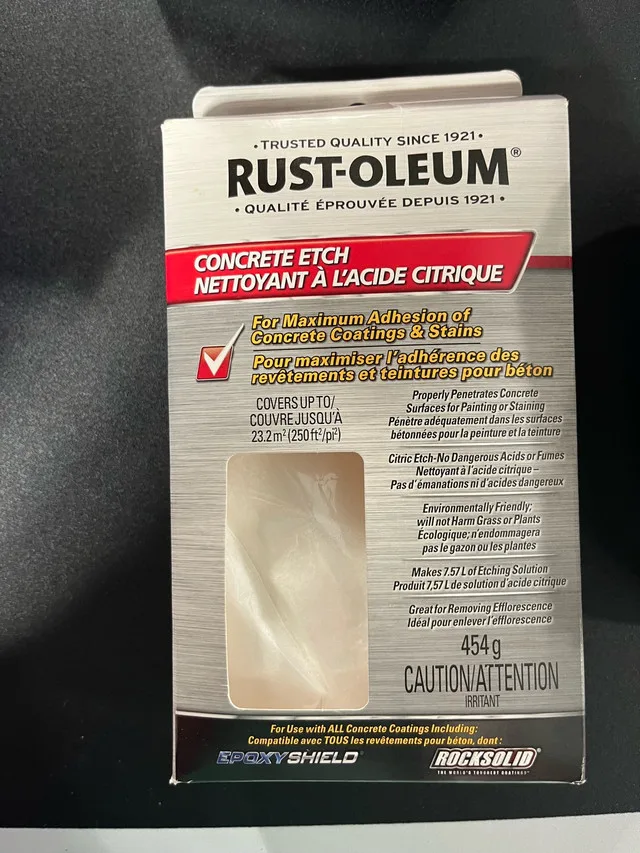 • TRUSTED QUALITY SINCE 1921 •
RUST-OLEUM®
• QUALITÉ ÉPROUVÉE DEPUIS 1921 •
CONCRETE ETCH
NETTOYANT À L'ACIDE CITRIQUE
For Maximum Adhesion of
Concrete Coatings & Stains
Pour maximiser l'adhérence des
revêtements et teintures pour béton
COVERS UP TO/
COUVRE JUSQU'À
23.2 m² (250 ft²/pi²)
Properly Penetrates Concrete
Surfaces for Painting or Staining
Pénètre adéquatement dans les surfaces
bétonnées pour la peinture et la teinture
Citric Etch-No Dangerous Acids or Fumes
Nettoyant à l'acide citrique –
Pas d'émanations ni d'acides dangereux
Environmentally Friendly;
will not Harm Grass or Plants
Écologique; n'endommagera
pas le gazon ou les plantes
Makes 7.57 L of Etching Solution
Produit 7,57 L de solution d'acide citrique
Great for Removing Efflorescence
Idéal pour enlever l'efflorescence
454 g
CAUTION/ATTENTION
IRRITANT
For Use with ALL Concrete Coatings Including:
Compatible avec TOUS les revêtements pour béton, dont :
EPOXYSHIELD®
ROCKSOLID®
THE WORLD'S TOUGHEST COATINGS™